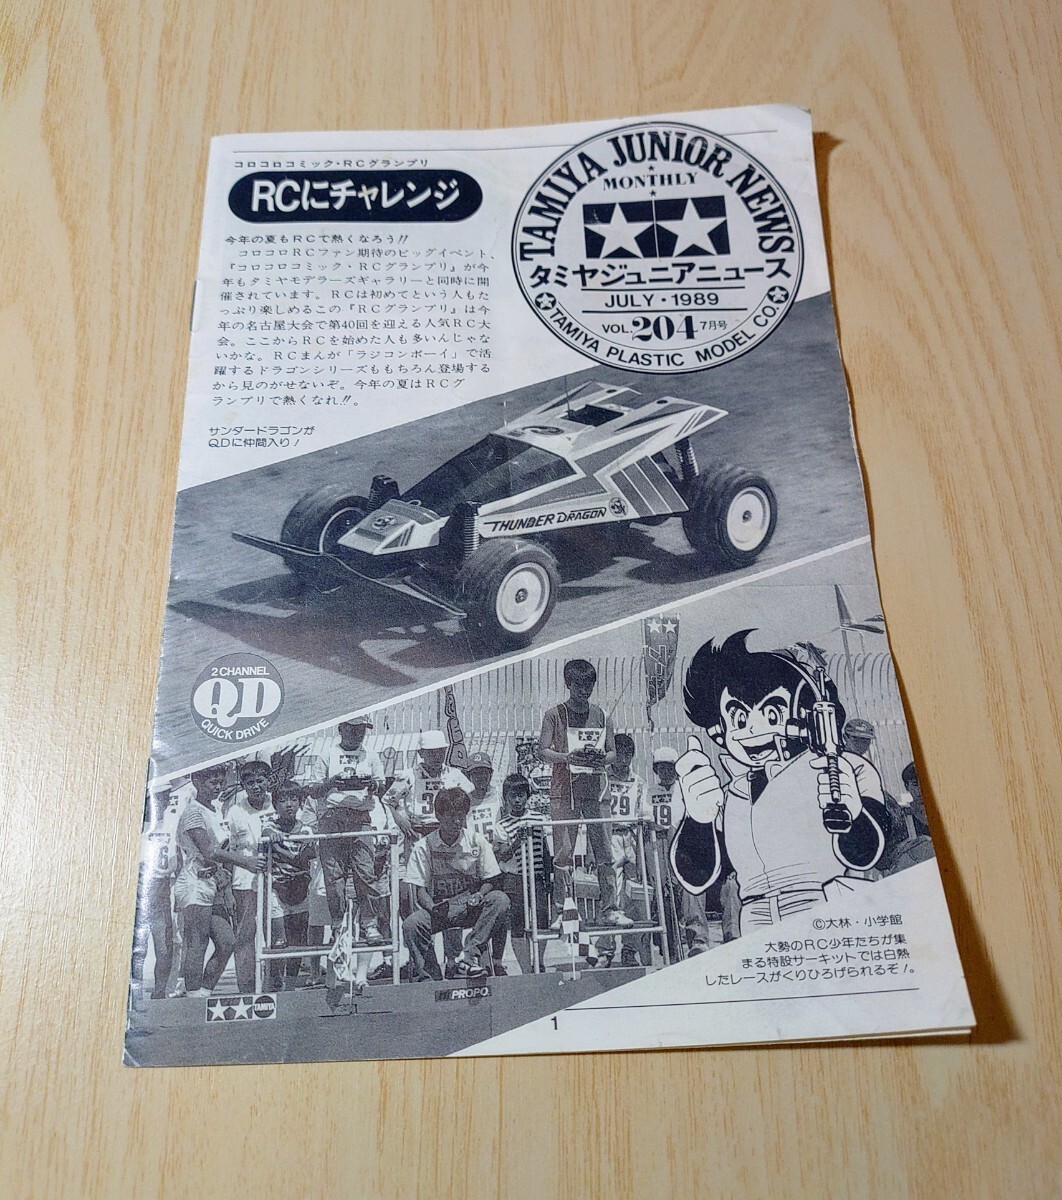 コロコロコミック・RCグランプリ
RCにチャレンジ
今年の夏もRCで熱くなろう!!
コロコロRCファン期待のビッグイベント、
『コロコロコミック・RCグランプリ』が今
年もタミヤモデラーズギャラリーと同時に開
催されています。RCは初めてという人もた
っぷり楽しめるこの『RCグランプリ』は今
年の名古屋大会で第40回を迎える人気RC大
会。ここからRCを始めた人も多いんじゃな
いかな。RCまんが「ラジコンボーイ」で活
躍するドラゴンシリーズももちろん登場する
から見のがせないぞ。今年の夏はRCグ
ランプリで熱くなれ!!。
サンダードラゴンが
QDに仲間入り!
TAMIYA JUNIOR NEWS
MONTHLY
タミヤジュニアニュース
JULY・1989
VOL.204 7月号
TAMIYA PLASTIC MODEL CO.
THUNDER DRAGON
2 CHANNEL
QD
QUICK DRIVE
29
19
TAMIYA
PROPO
©大林・小学館
大勢のRC少年たちが集
まる特設サーキットでは白熱
したレースがくりひろげられるぞ!。
1